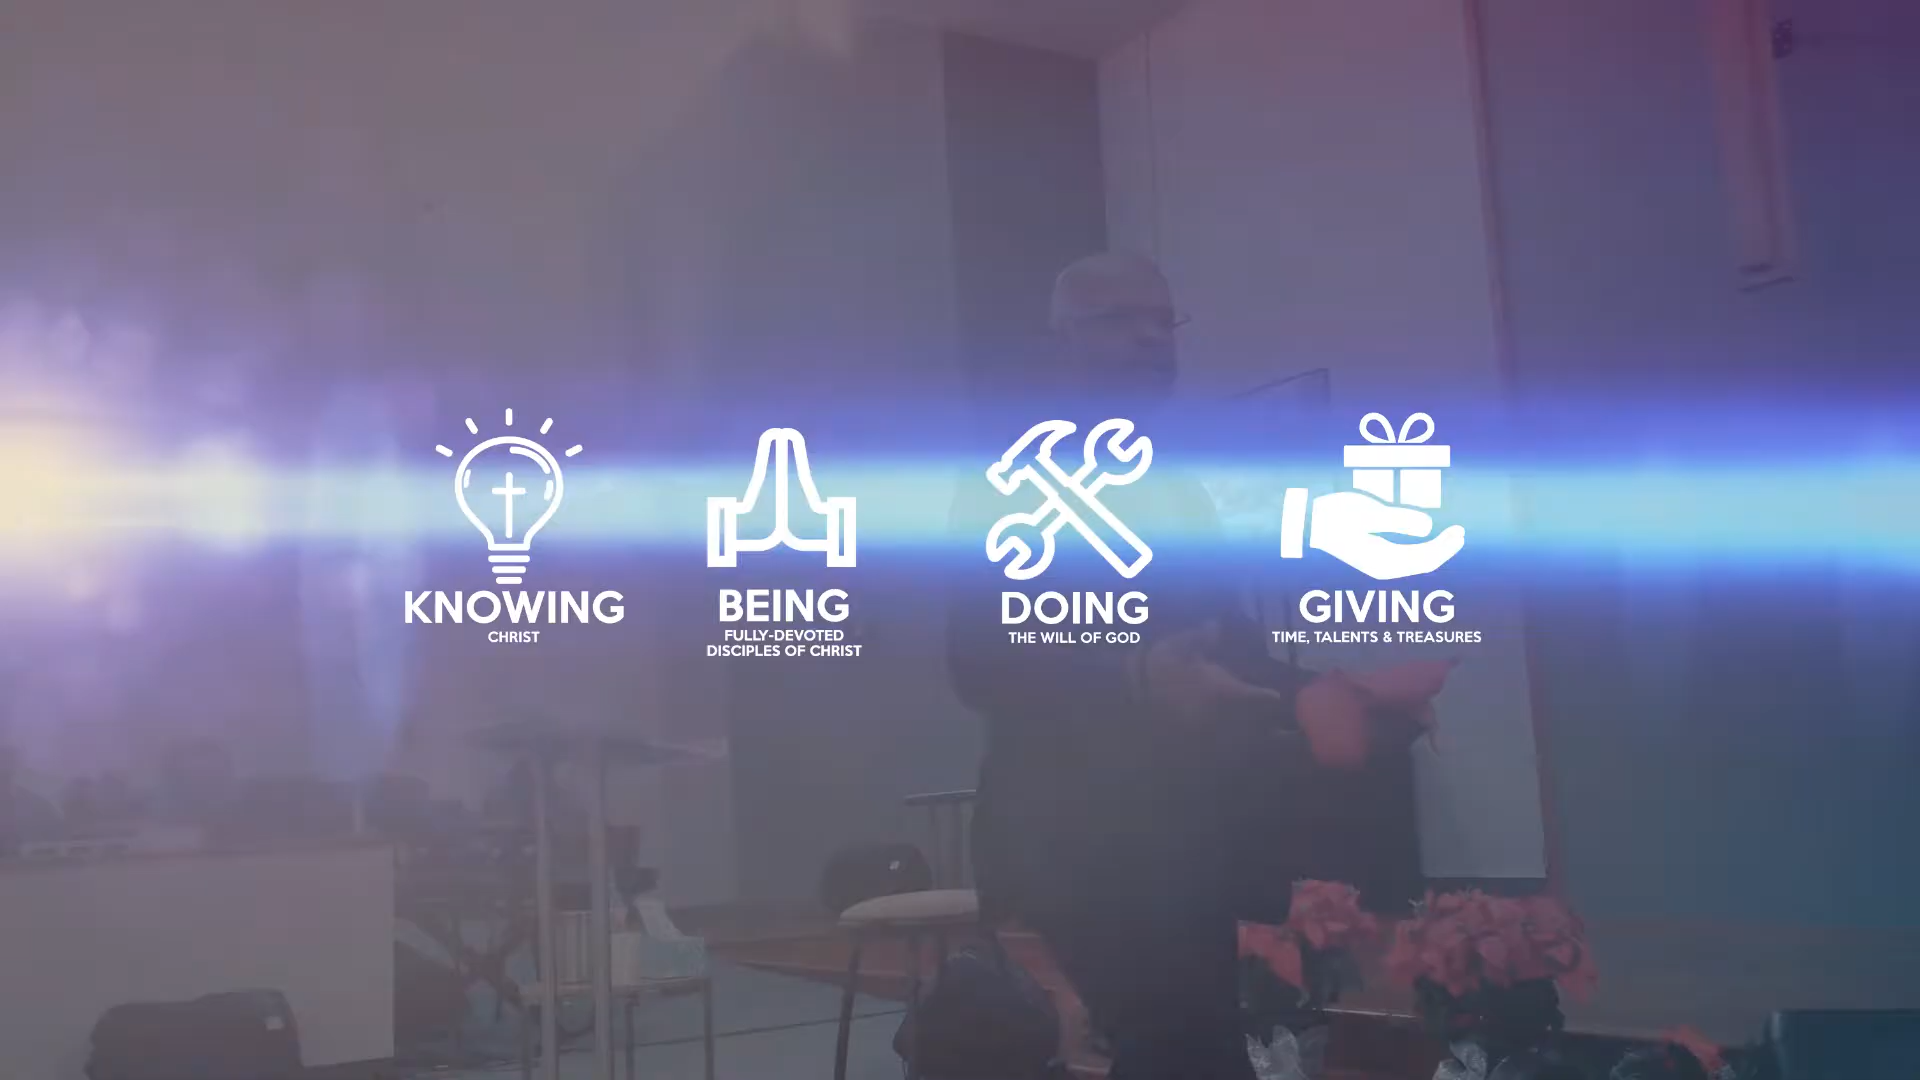 KNOWING
CHRIST
BEING
FULLY-DEVOTED
DISCIPLES OF CHRIST
DOING
THE WILL OF GOD
GIVING
TIME, TALENTS & TREASURES